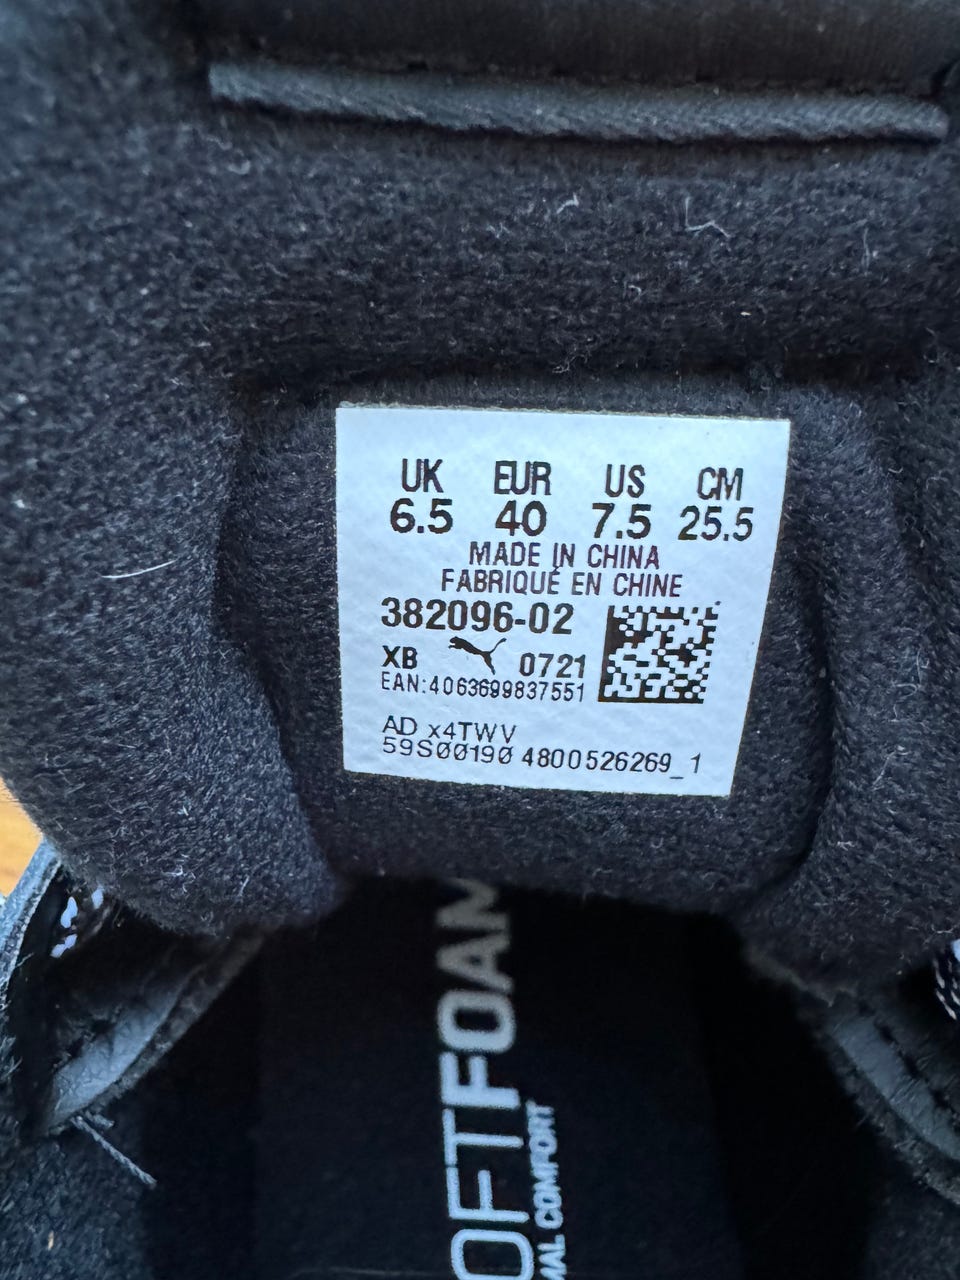 UK EUR US CM
6.5 40 7.5 25.5
MADE IN CHINA
FABRIQUÉ EN CHINE
382096-02
XB 0721
EAN:4063699837551
AD x4TWV
59S00190 4800526269_1
OFTFOAM
MAL COMFORT